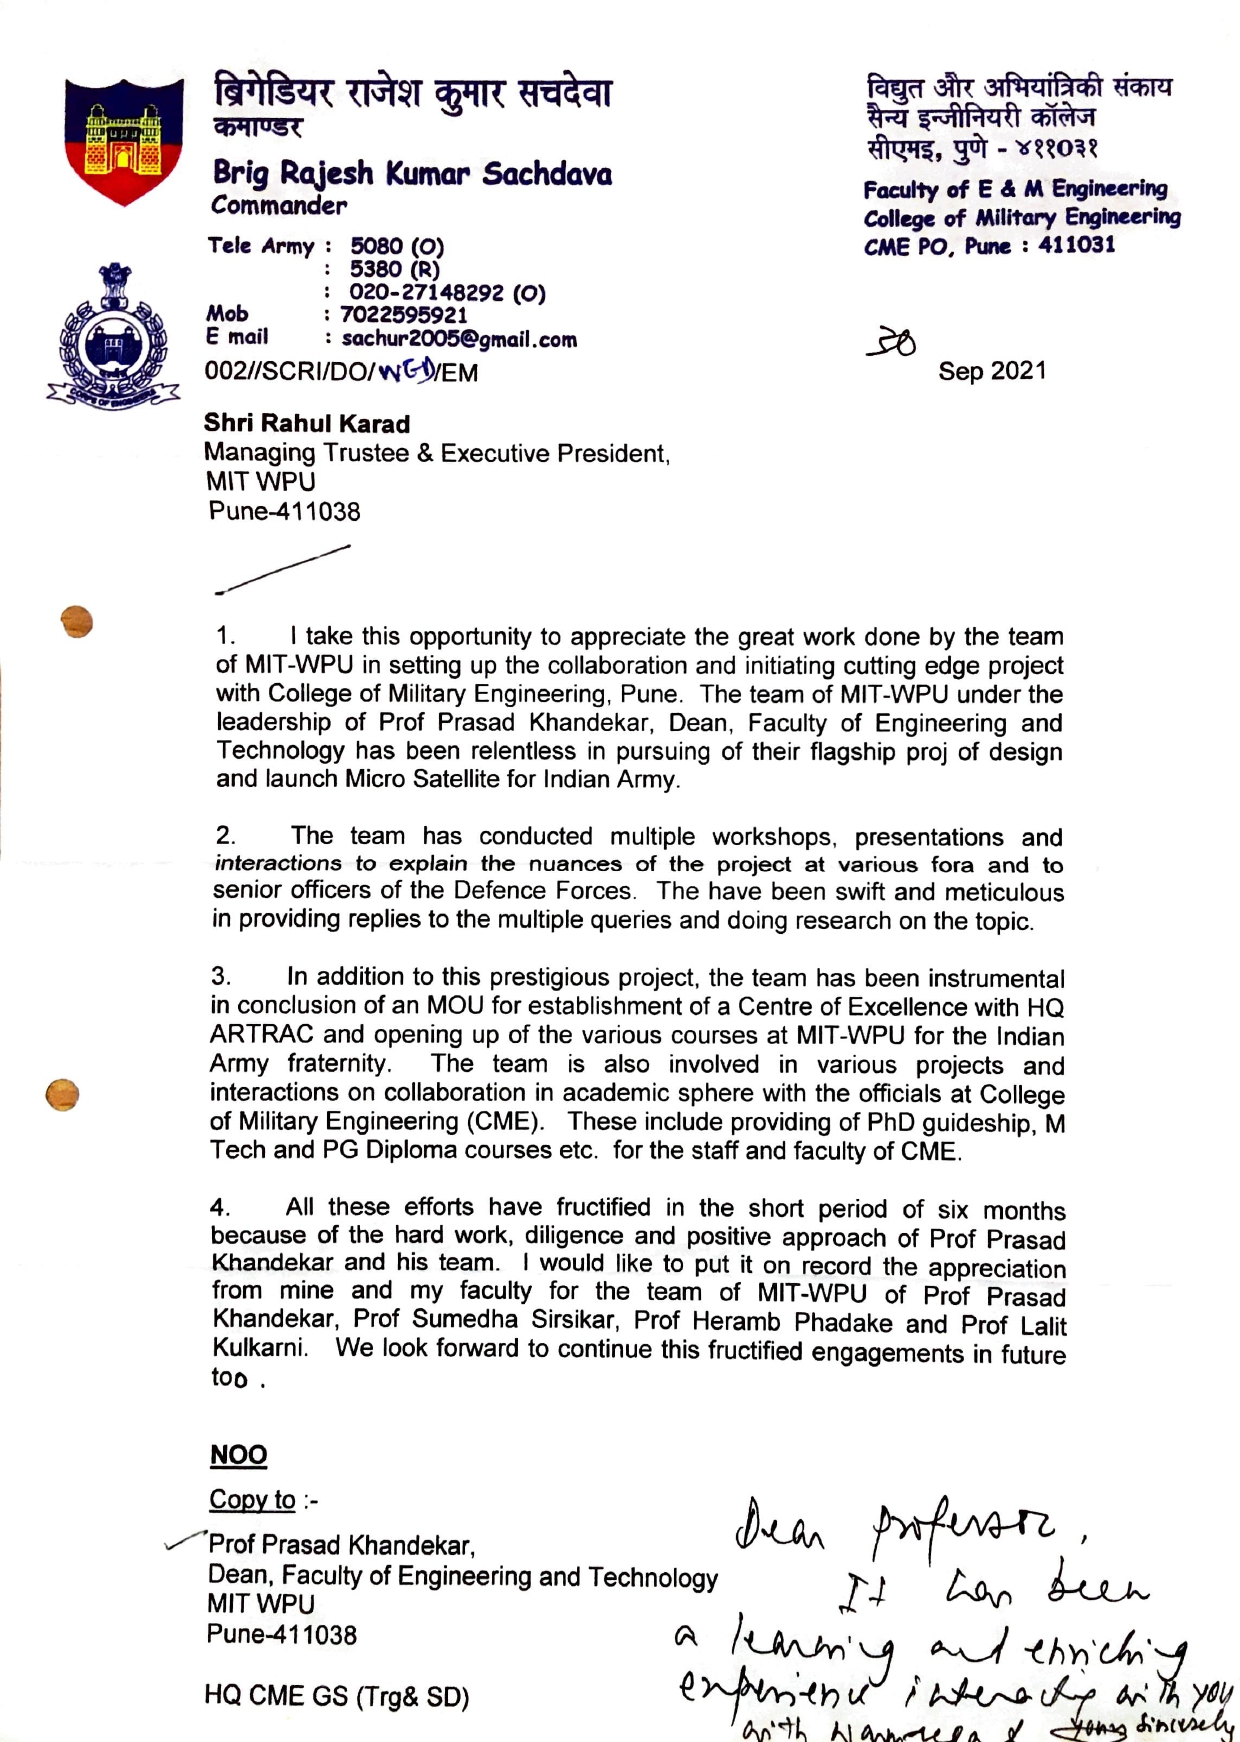 ब्रिगेडियर राजेश कुमार सचदेवा
कमाण्डर
Brig Rajesh Kumar Sachdava
Commander
Tele Army : 5080 (O)
: 5380 (R)
: 020-27148292 (O)
Mob : 7022595921
E mail : sachur2005@gmail.com
विद्युत और अभियांत्रिकी संकाय
सैन्य इन्जीनियरी कॉलेज
सीएमइ, पुणे - ४११०३१
Faculty of E & M Engineering
College of Military Engineering
CME PO, Pune : 411031
CORPS OF ENGINEERS
002//SCRI/DO/WGD/EM
30
Sep 2021
Shri Rahul Karad
Managing Trustee & Executive President,
MIT WPU
Pune-411038
1. I take this opportunity to appreciate the great work done by the team
of MIT-WPU in setting up the collaboration and initiating cutting edge project
with College of Military Engineering, Pune. The team of MIT-WPU under the
leadership of Prof Prasad Khandekar, Dean, Faculty of Engineering and
Technology has been relentless in pursuing of their flagship proj of design
and launch Micro Satellite for Indian Army.
2. The team has conducted multiple workshops, presentations and
interactions to explain the nuances of the project at various fora and to
senior officers of the Defence Forces. The have been swift and meticulous
in providing replies to the multiple queries and doing research on the topic.
3. In addition to this prestigious project, the team has been instrumental
in conclusion of an MOU for establishment of a Centre of Excellence with HQ
ARTRAC and opening up of the various courses at MIT-WPU for the Indian
Army fraternity. The team is also involved in various projects and
interactions on collaboration in academic sphere with the officials at College
of Military Engineering (CME). These include providing of PhD guideship, M
Tech and PG Diploma courses etc. for the staff and faculty of CME.
4. All these efforts have fructified in the short period of six months
because of the hard work, diligence and positive approach of Prof Prasad
Khandekar and his team. I would like to put it on record the appreciation
from mine and my faculty for the team of MIT-WPU of Prof Prasad
Khandekar, Prof Sumedha Sirsikar, Prof Heramb Phadake and Prof Lalit
Kulkarni. We look forward to continue this fructified engagements in future
too .
NOO
Copy to :-
Prof Prasad Khandekar,
Dean, Faculty of Engineering and Technology
MIT WPU
Pune-411038
HQ CME GS (Trg& SD)
Dear professor,
It has been
a learning and enriching
experience interacting with you
with warm regards yours sincerely